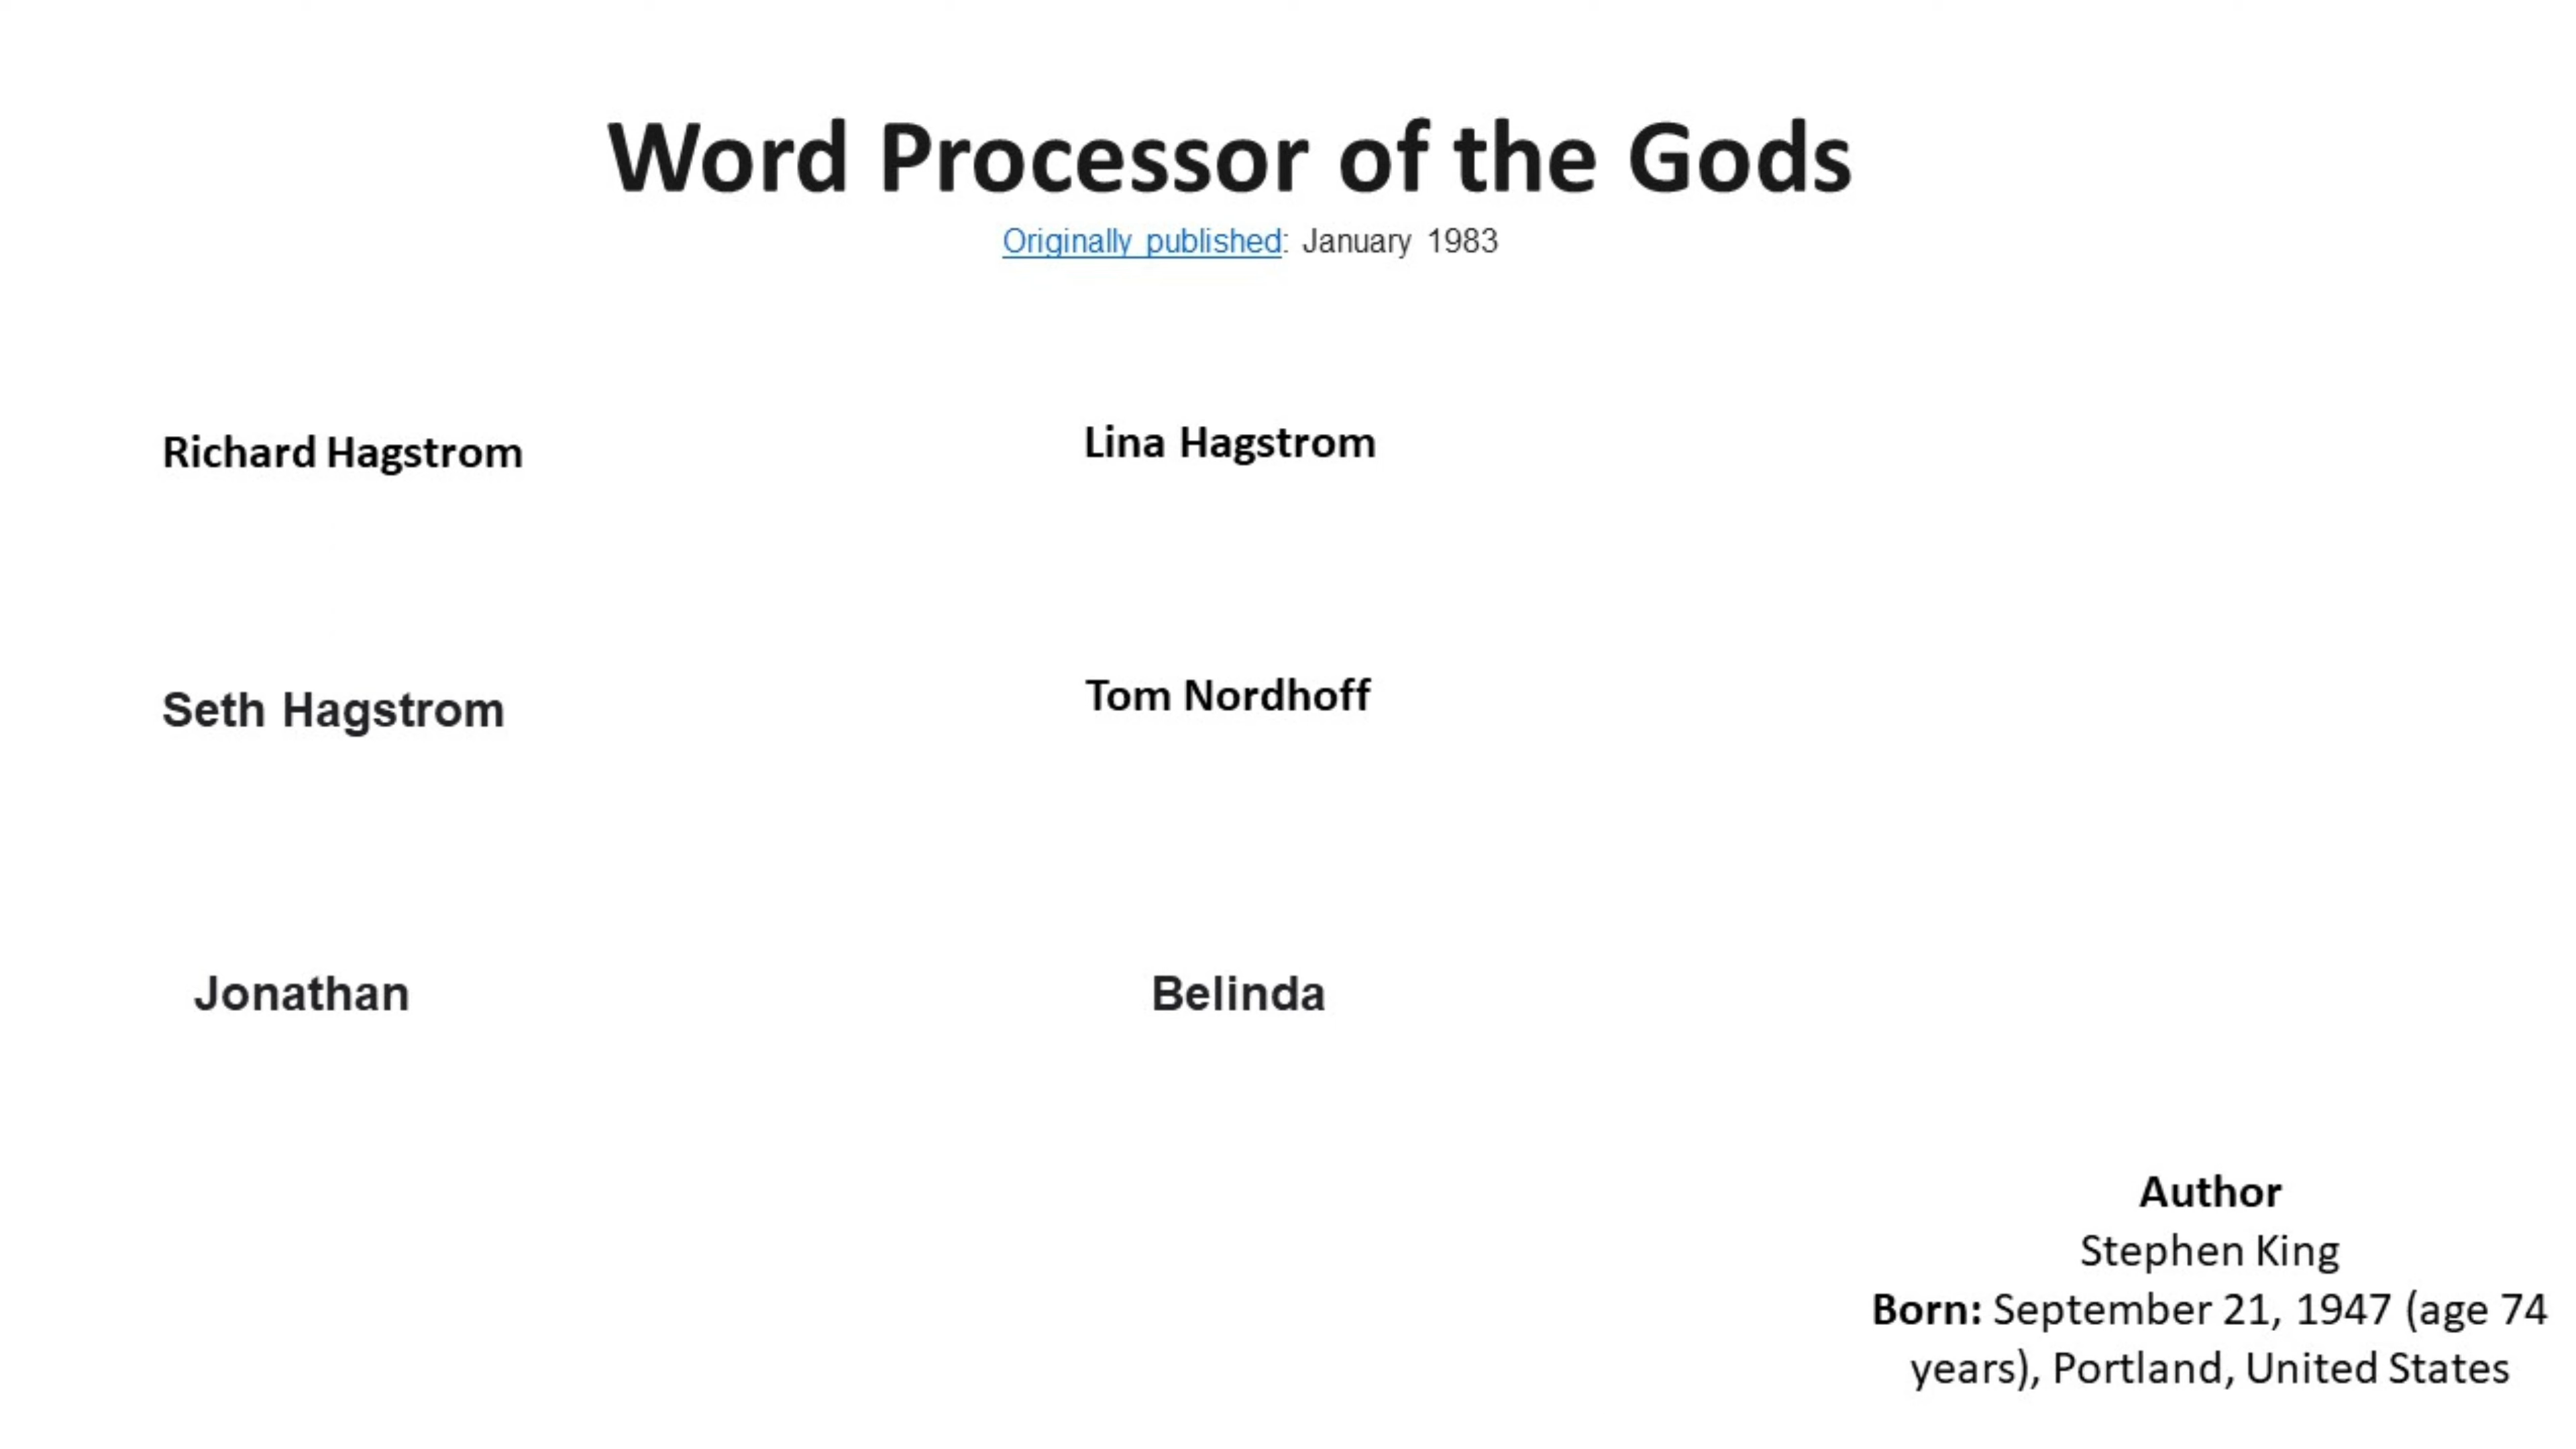 Word Processor of the Gods
Originally published: January 1983
Richard Hagstrom
Lina Hagstrom
Seth Hagstrom
Tom Nordhoff
Jonathan
Belinda
Author
Stephen King
Born: September 21, 1947 (age 74
years), Portland, United States